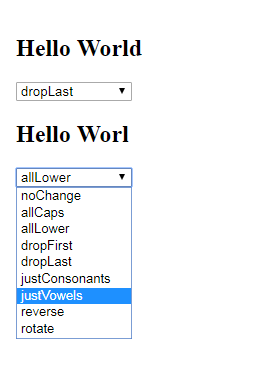 Hello World
dropLast
Hello Worl
allLower
noChange
allCaps
allLower
dropFirst
dropLast
justConsonants
justVowels
reverse
rotate